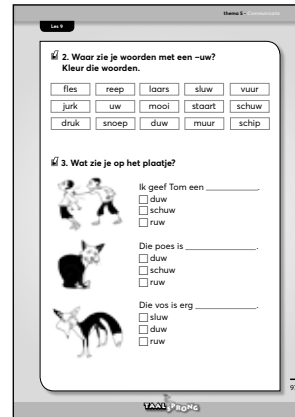 thema 5 - Communicatie
Les 9
2. Waar zie je woorden met een –uw?
Kleur die woorden.
fles reep laars sluw vuur
jurk uw mooi staart schuw
druk snoep duw muur schip
3. Wat zie je op het plaatje?
Ik geef Tom een ____________.
duw
schuw
ruw
Die poes is ______________.
duw
schuw
ruw
Die vos is erg ____________.
sluw
duw
ruw
TAALSPRONG